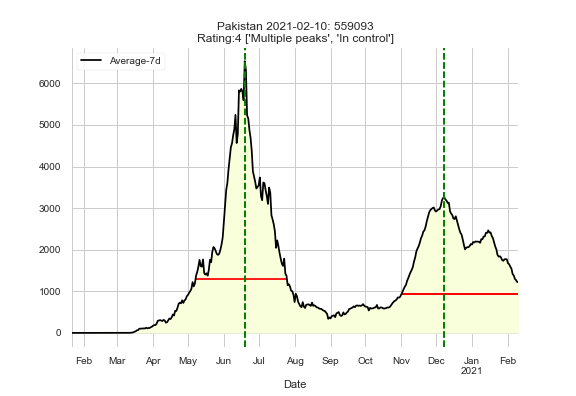 Pakistan 2021-02-10: 559093
Rating:4 ['Multiple peaks', 'In control']
Average-7d
6000
5000
4000
3000
2000
1000
0
Feb Mar Apr May Jun Jul Aug Sep Oct Nov Dec Jan Feb
2021
Date